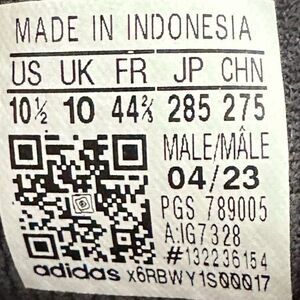 MADE IN INDONESIA
US UK FR JP CHN
10½ 10 44⅔ 285 275
MALE/MÂLE
04/23
PGS 789005
A:IG7328
#132236154
adidas x6RBWY1S00017